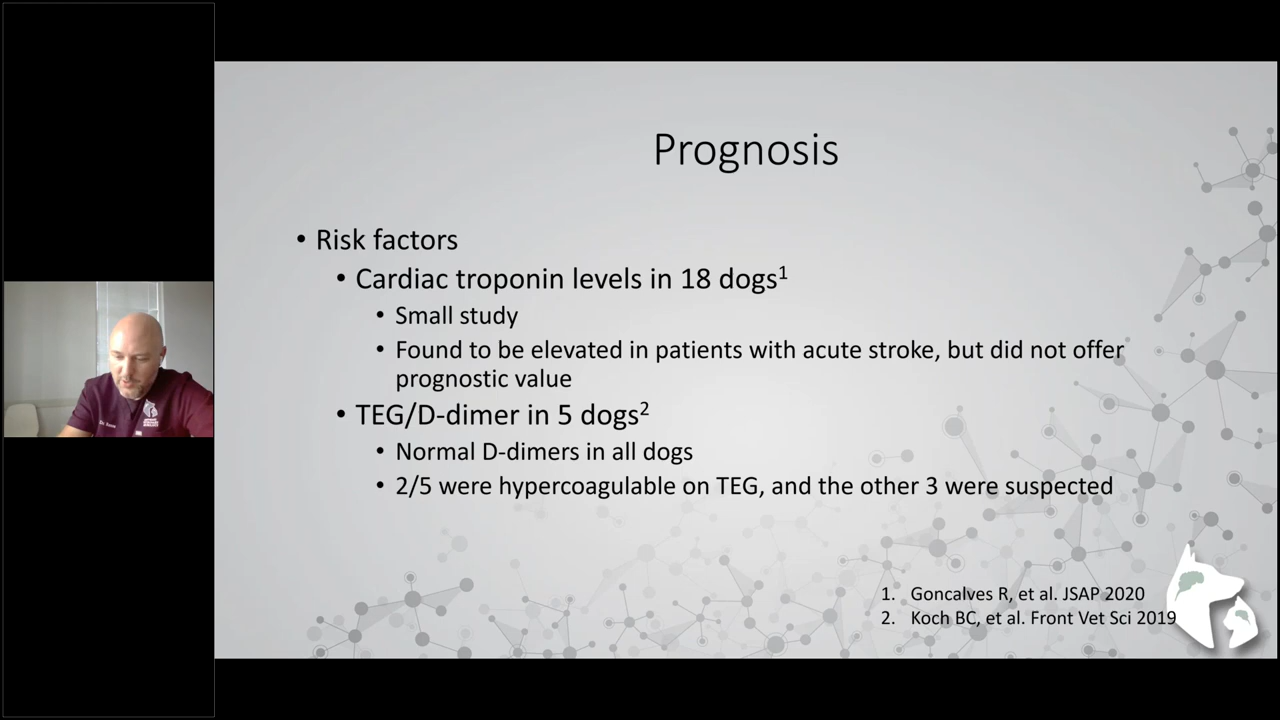 Prognosis
• Risk factors
• Cardiac troponin levels in 18 dogs1
• Small study
• Found to be elevated in patients with acute stroke, but did not offer
prognostic value
• TEG/D-dimer in 5 dogs2
• Normal D-dimers in all dogs
• 2/5 were hypercoagulable on TEG, and the other 3 were suspected
1. Goncalves R, et al. JSAP 2020
2. Koch BC, et al. Front Vet Sci 2019